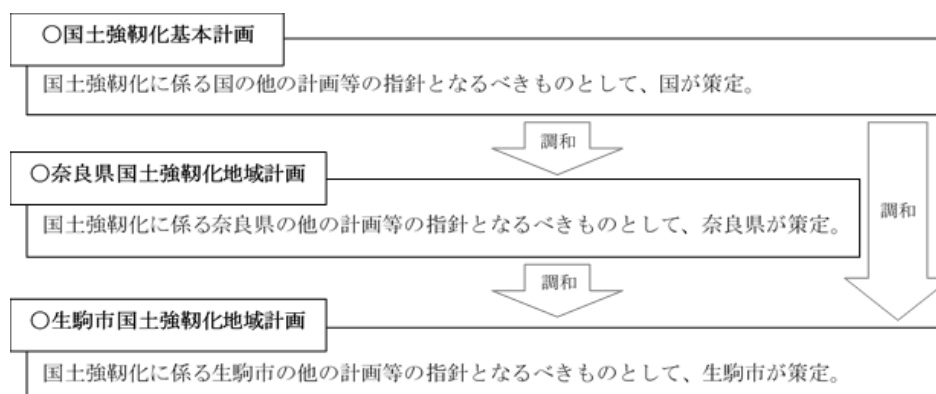 ○国土強靱化基本計画
国土強靱化に係る国の他の計画等の指針となるべきものとして、国が策定。
調和
○奈良県国土強靱化地域計画
国土強靱化に係る奈良県の他の計画等の指針となるべきものとして、奈良県が策定。
調和
調和
○生駒市国土強靱化地域計画
国土強靱化に係る生駒市の他の計画等の指針となるべきものとして、生駒市が策定。